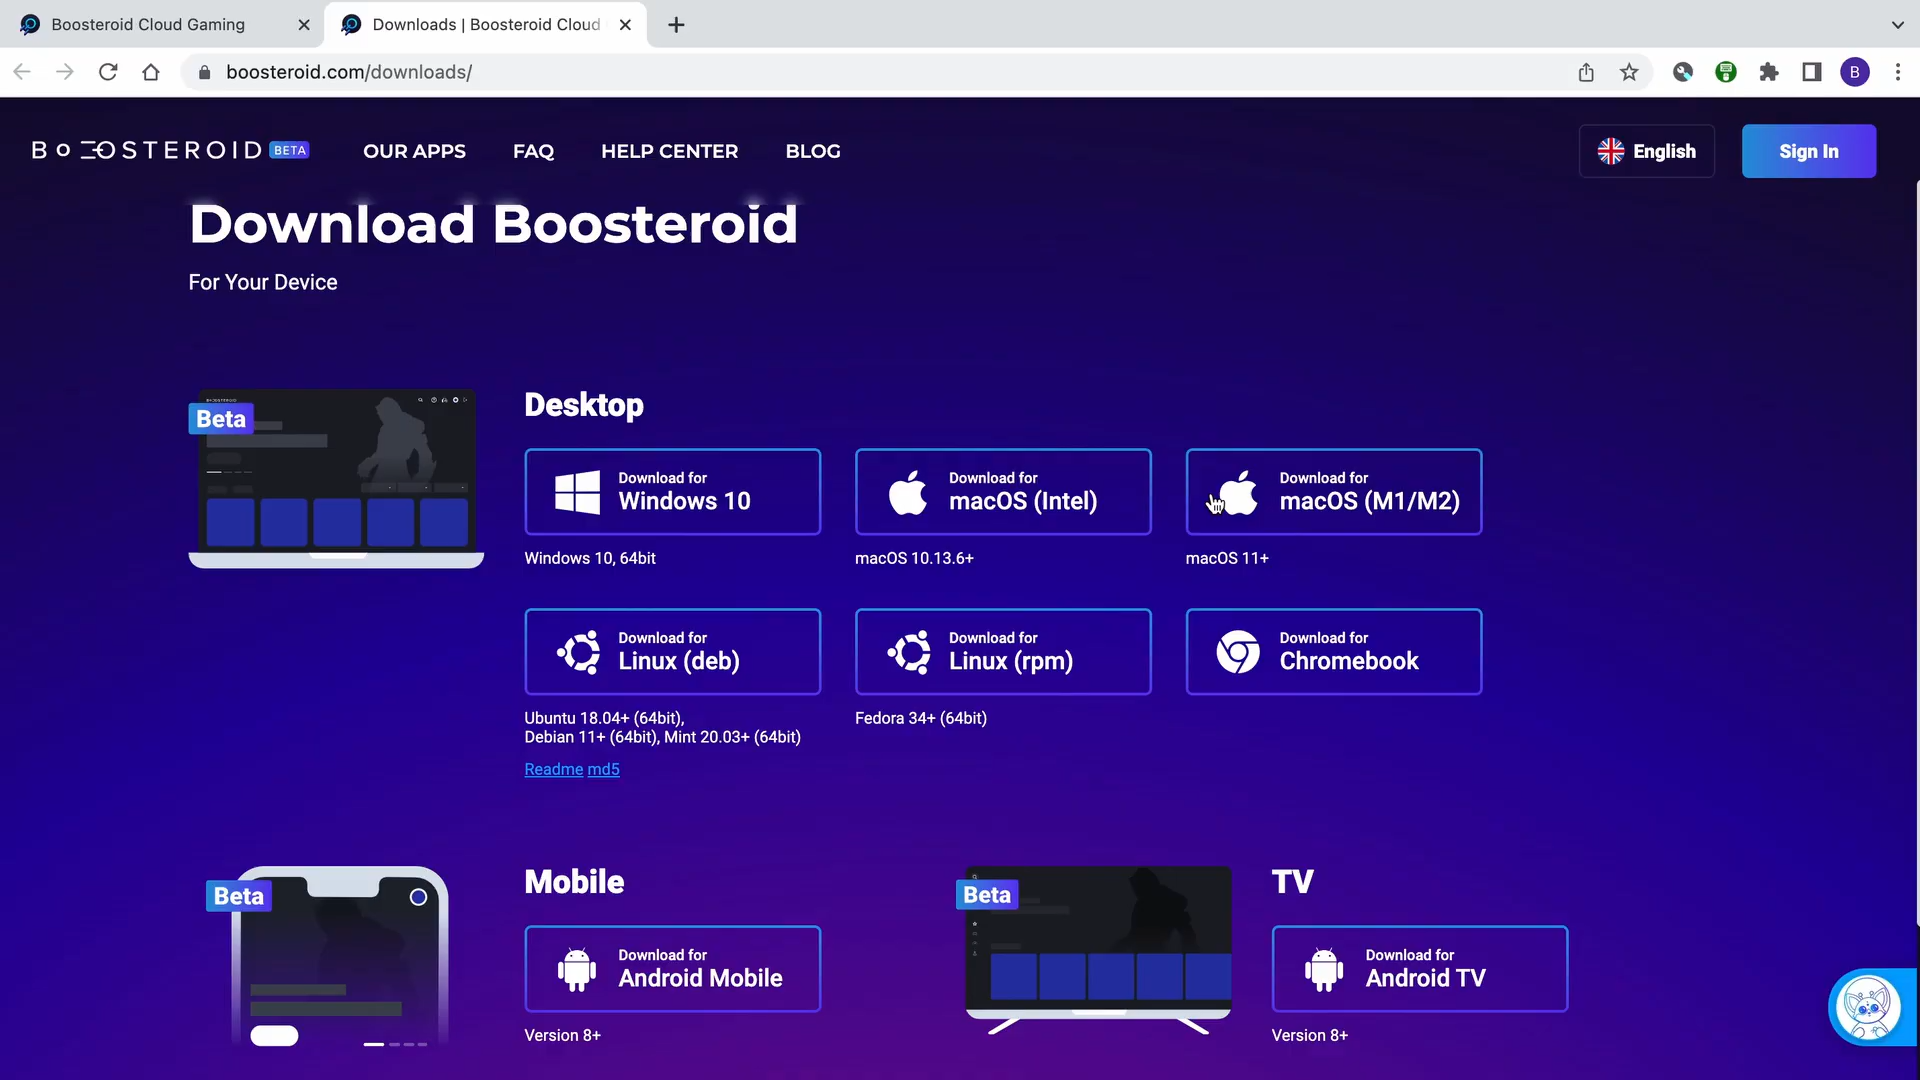 Boosteroid Cloud Gaming
Downloads | Boosteroid Cloud
boosteroid.com/downloads/
B
BOOSTEROID BETA
OUR APPS
FAQ
HELP CENTER
BLOG
English
Sign In
Download Boosteroid
For Your Device
Beta
Desktop
Download for
Windows 10
Windows 10, 64bit
Download for
macOS (Intel)
macOS 10.13.6+
Download for
macOS (M1/M2)
macOS 11+
Download for
Linux (deb)
Ubuntu 18.04+ (64bit),
Debian 11+ (64bit), Mint 20.03+ (64bit)
Readme md5
Download for
Linux (rpm)
Fedora 34+ (64bit)
Download for
Chromebook
Beta
Mobile
Download for
Android Mobile
Version 8+
Beta
TV
Download for
Android TV
Version 8+